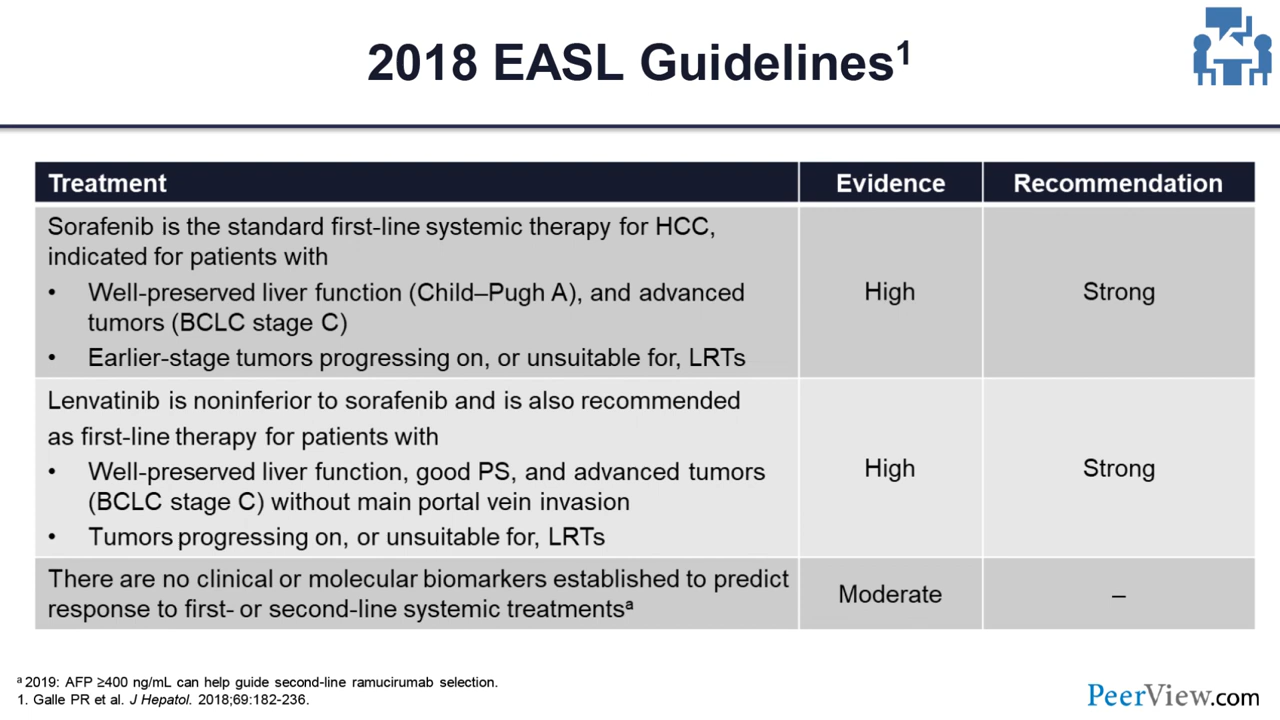 2018 EASL Guidelines¹
Treatment
Evidence
Recommendation
Sorafenib is the standard first-line systemic therapy for HCC,
indicated for patients with
• Well-preserved liver function (Child–Pugh A), and advanced
tumors (BCLC stage C)
• Earlier-stage tumors progressing on, or unsuitable for, LRTs
High
Strong
Lenvatinib is noninferior to sorafenib and is also recommended
as first-line therapy for patients with
• Well-preserved liver function, good PS, and advanced tumors
(BCLC stage C) without main portal vein invasion
• Tumors progressing on, or unsuitable for, LRTs
High
Strong
There are no clinical or molecular biomarkers established to predict
response to first- or second-line systemic treatmentsᵃ
Moderate
–
ᵃ 2019: AFP ≥400 ng/mL can help guide second-line ramucirumab selection.
1. Galle PR et al. J Hepatol. 2018;69:182-236.
PeerView.com